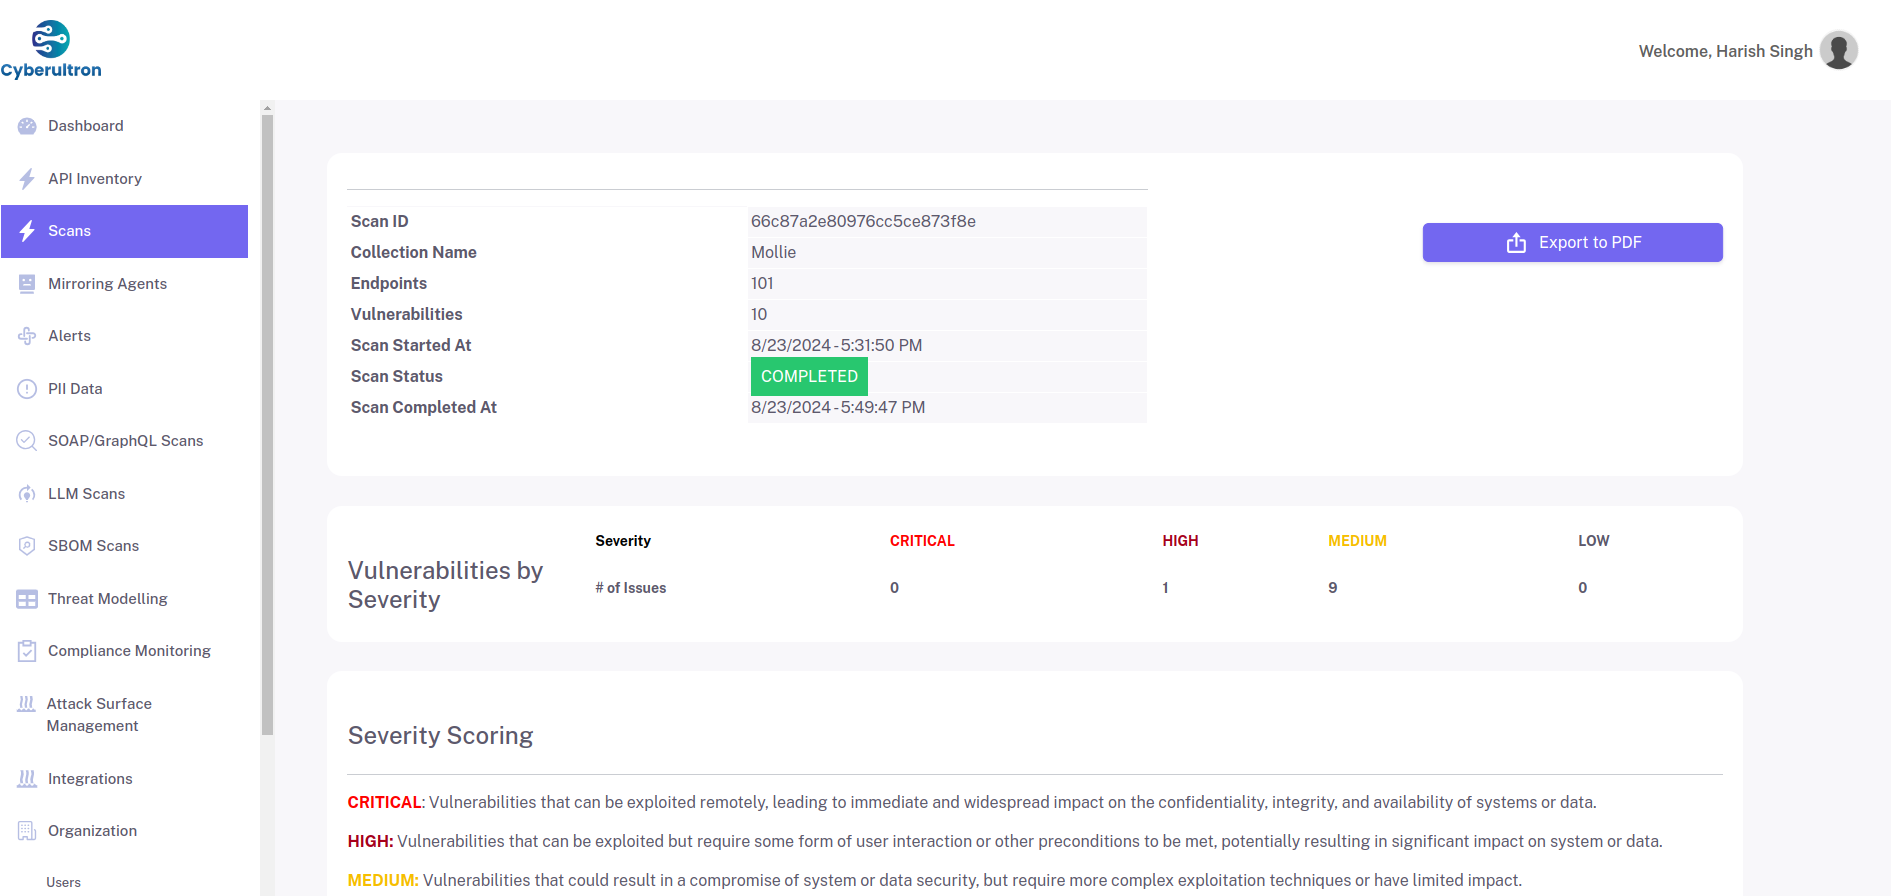 Cyberultron
Welcome, Harish Singh
Dashboard
API Inventory
Scans
Mirroring Agents
Alerts
PII Data
SOAP/GraphQL Scans
LLM Scans
SBOM Scans
Threat Modelling
Compliance Monitoring
Attack Surface
Management
Integrations
Organization
Users
Scan ID 66c87a2e80976cc5ce873f8e
Collection Name Mollie
Endpoints 101
Vulnerabilities 10
Scan Started At 8/23/2024 - 5:31:50 PM
Scan Status COMPLETED
Scan Completed At 8/23/2024 - 5:49:47 PM
Export to PDF
Vulnerabilities by
Severity
Severity CRITICAL HIGH MEDIUM LOW
# of Issues 0 1 9 0
Severity Scoring
CRITICAL: Vulnerabilities that can be exploited remotely, leading to immediate and widespread impact on the confidentiality, integrity, and availability of systems or data.
HIGH: Vulnerabilities that can be exploited but require some form of user interaction or other preconditions to be met, potentially resulting in significant impact on system or data.
MEDIUM: Vulnerabilities that could result in a compromise of system or data security, but require more complex exploitation techniques or have limited impact.